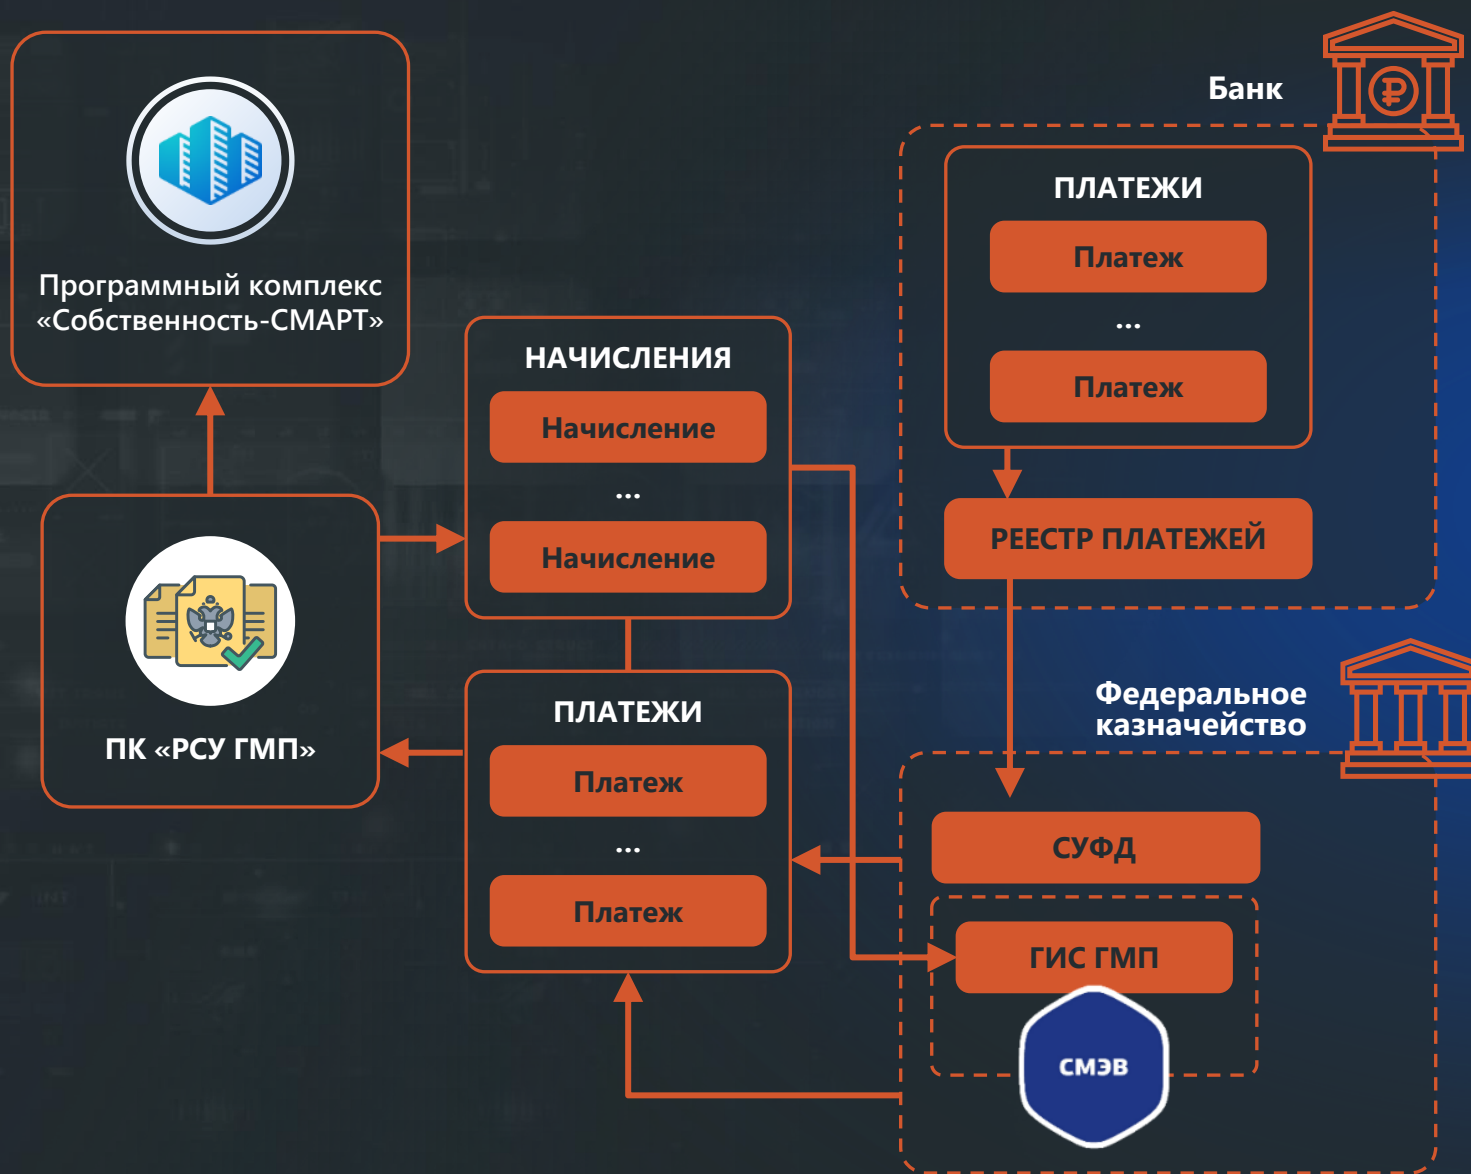 Банк
ПЛАТЕЖИ
Платеж
...
Платеж
РЕЕСТР ПЛАТЕЖЕЙ
Программный комплекс
«Собственность-СМАРТ»
НАЧИСЛЕНИЯ
Начисление
...
Начисление
ПК «РСУ ГМП»
ПЛАТЕЖИ
Платеж
...
Платеж
Федеральное
казначейство
СУФД
ГИС ГМП
СМЭВ